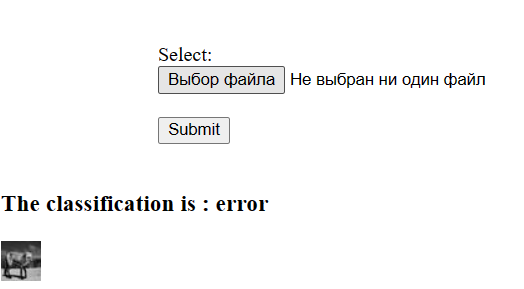 Select:
Выбор файла Не выбран ни один файл
Submit
The classification is : error